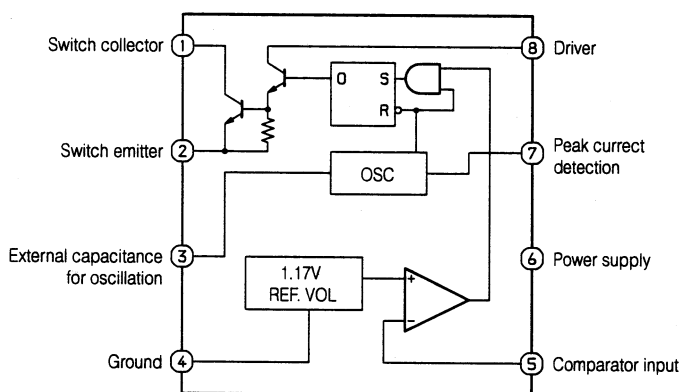 Switch collector
1
8
Driver
O
S
R
Switch emitter
2
7
Peak currect
detection
OSC
External capacitance
for oscillation
3
6
Power supply
1.17V
REF. VOL
+
−
Ground
4
5
Comparator input